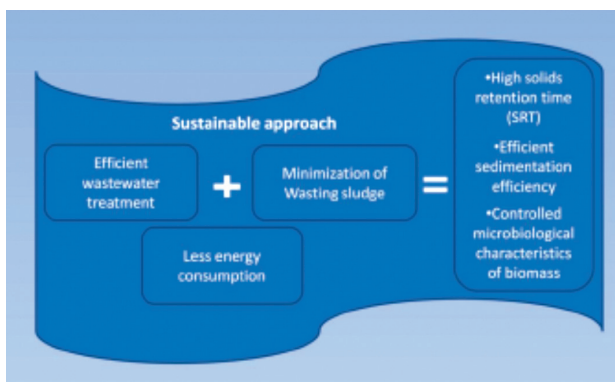 Sustainable approach
Efficient
wastewater
treatment
+
Minimization of
Wasting sludge
=
Less energy
consumption
•High solids
retention time
(SRT)
•Efficient
sedimentation
efficiency
•Controlled
microbiological
characteristics
of biomass